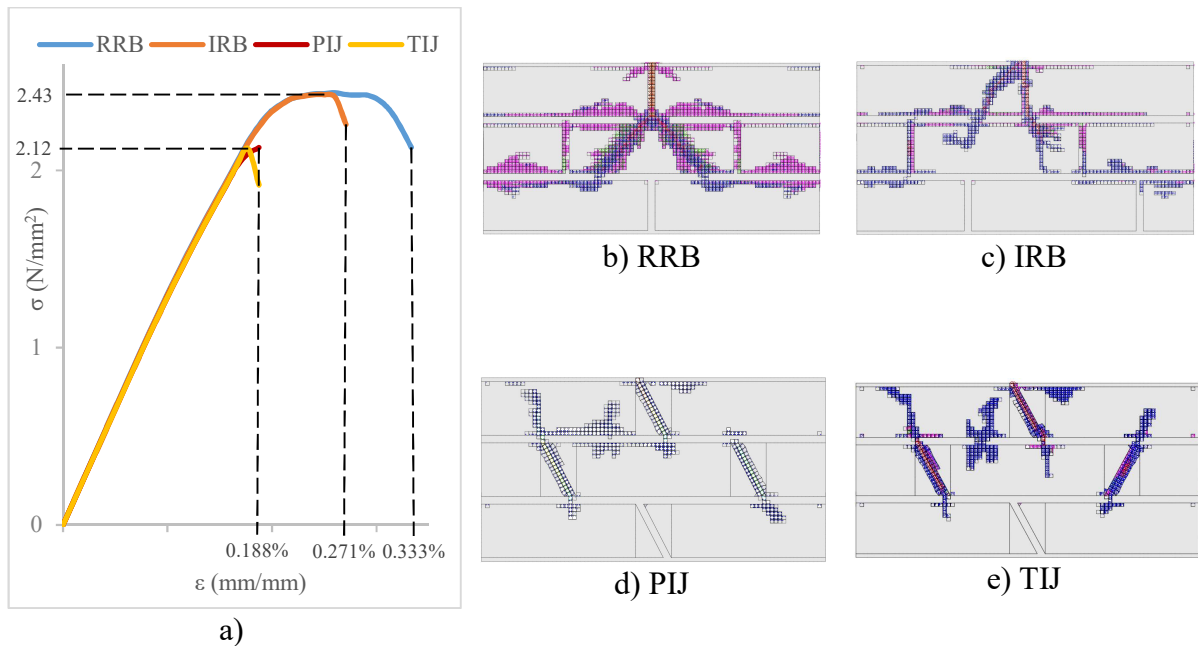 RRB IRB PIJ TIJ
2.43
2.12
2
1
0
σ (N/mm²)
0.188% 0.271% 0.333%
ε (mm/mm)
a)
b) RRB
c) IRB
d) PIJ
e) TIJ